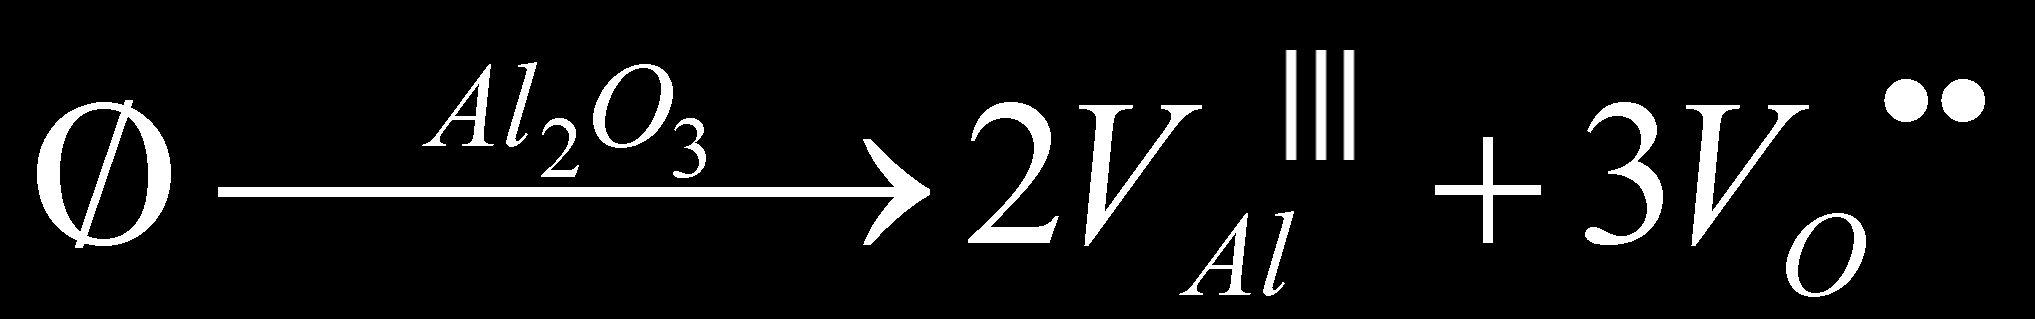 Ø Al₂O₃ → 2V_Al^||| + 3V_O^••